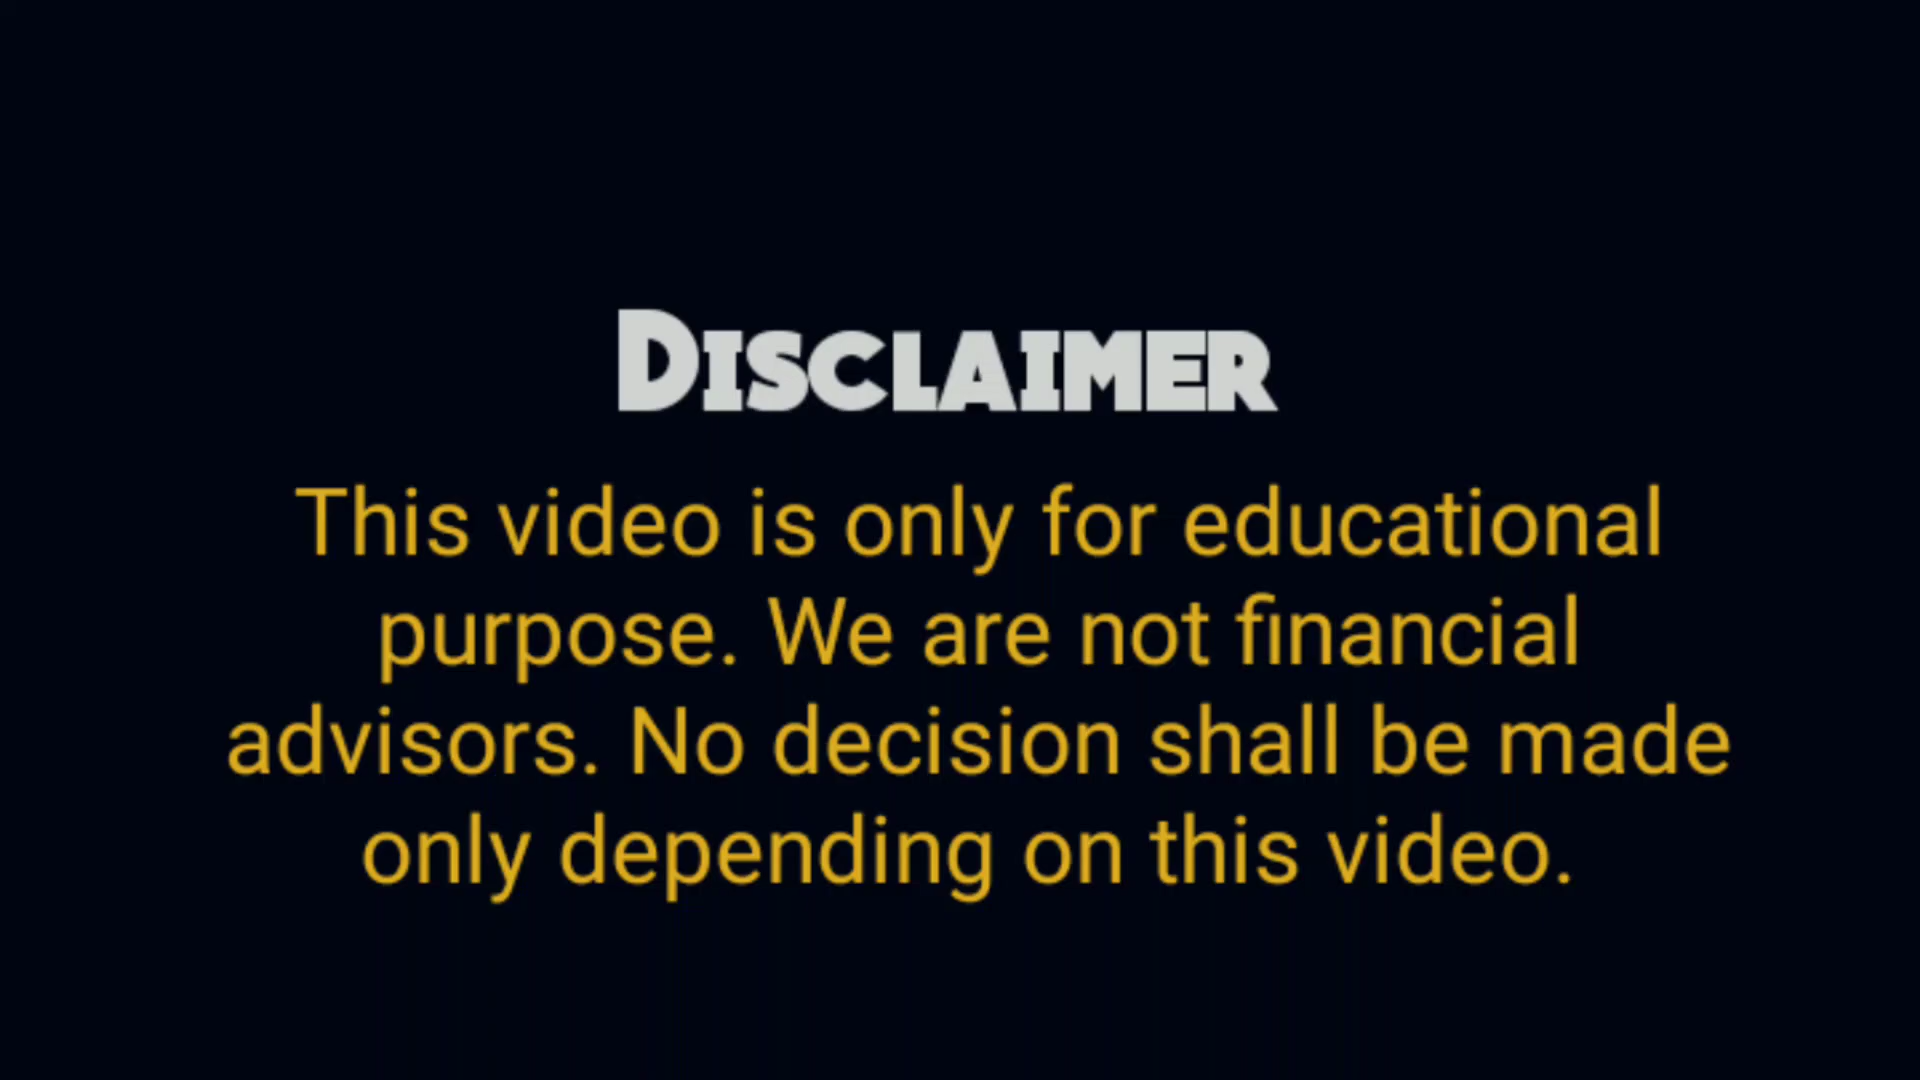 Disclaimer
This video is only for educational
purpose. We are not financial
advisors. No decision shall be made
only depending on this video.